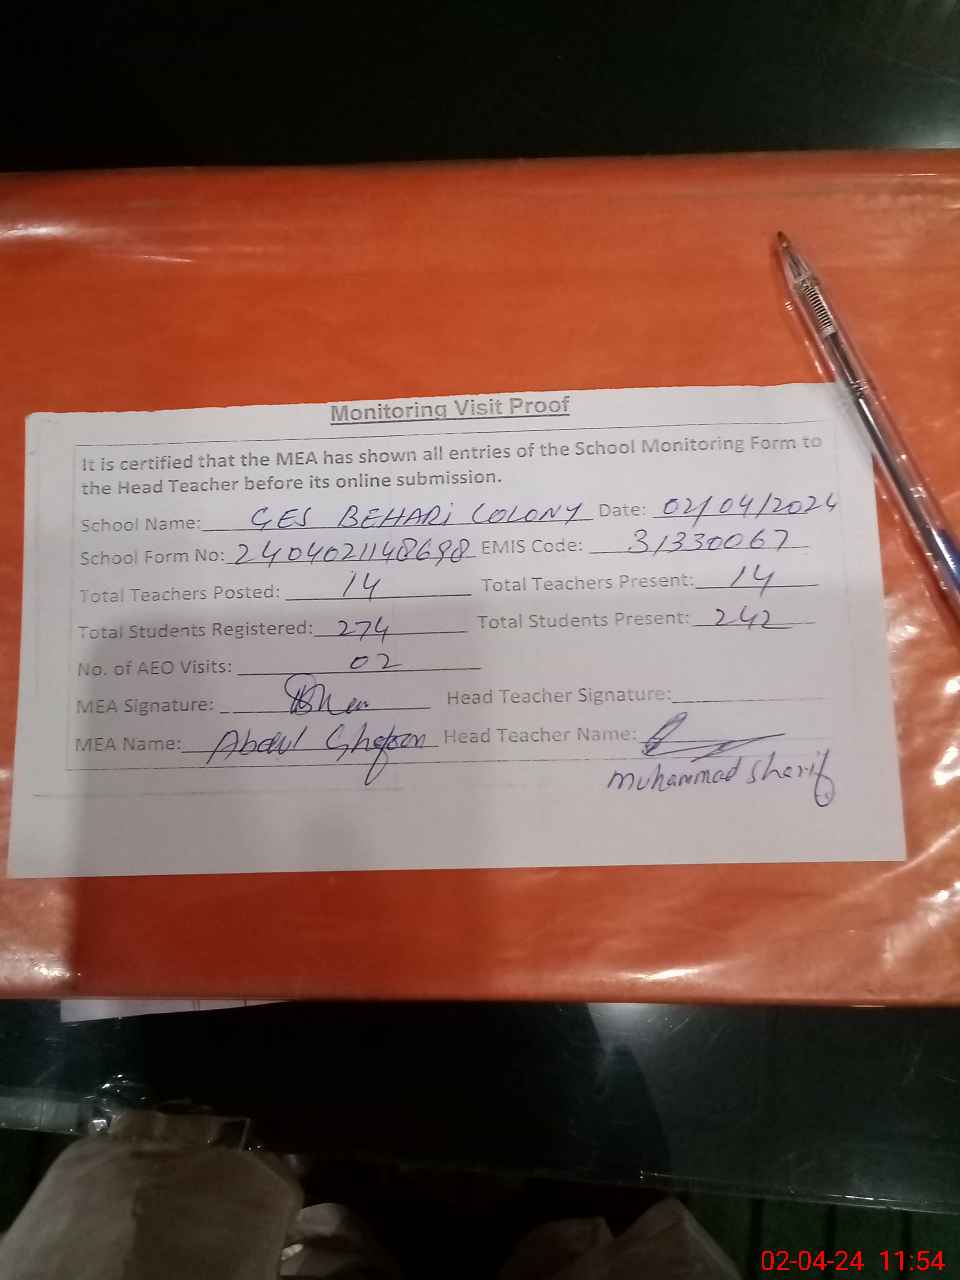 Monitoring Visit Proof
It is certified that the MEA has shown all entries of the School Monitoring Form to
the Head Teacher before its online submission.
School Name: GES BEHARI COLONY Date: 02/04/2024
School Form No: 2404021148698 EMIS Code: 31330067
Total Teachers Posted: 14 Total Teachers Present: 14
Total Students Registered: 274 Total Students Present: 242
No. of AEO Visits: 02
MEA Signature: Head Teacher Signature:
MEA Name: Abdul Head Teacher Name:
muhammad Sharif
02-04-24 11:54